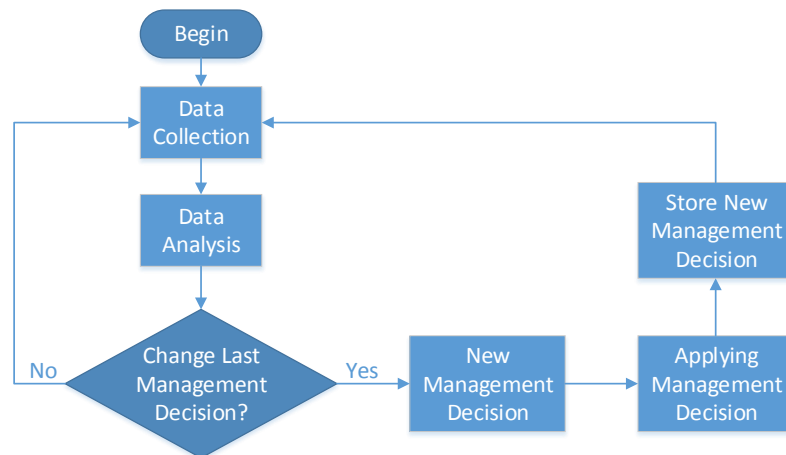 Begin
Data
Collection
Data
Analysis
Change Last
Management
Decision?
No
Yes
New
Management
Decision
Applying
Management
Decision
Store New
Management
Decision